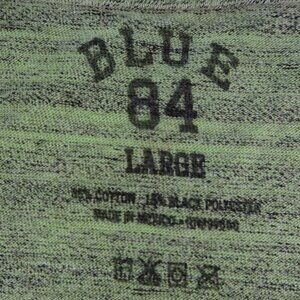 BLUE
84
LARGE
COTTON BLACK POLYESTER
MADE IN MEXICO